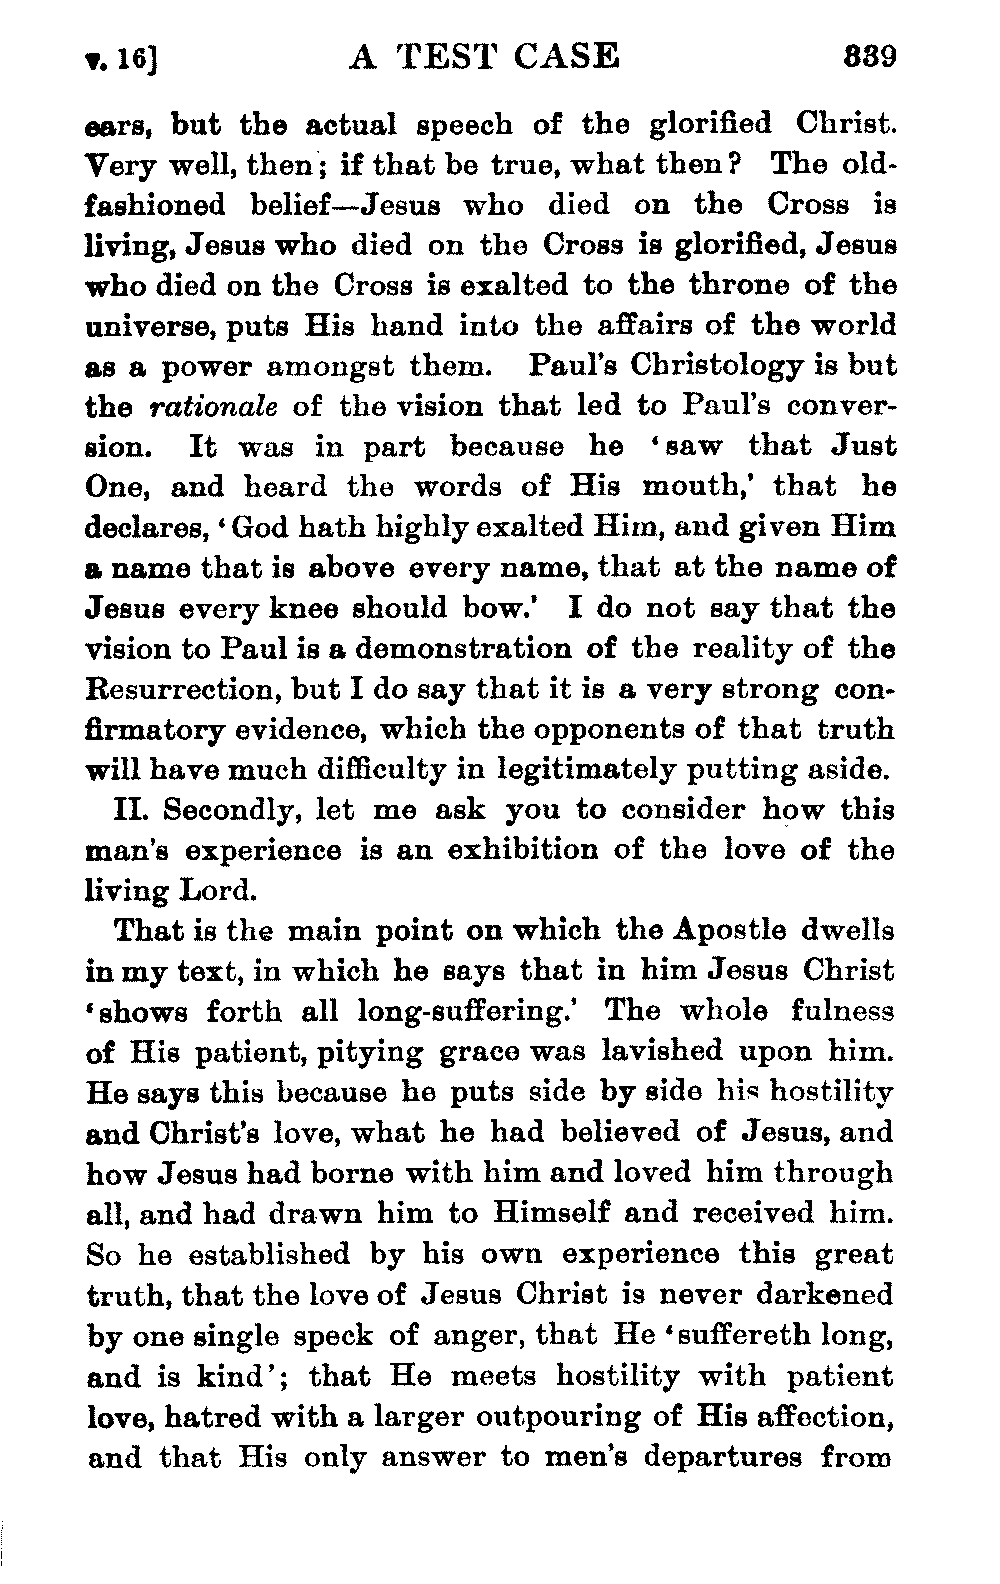 v. 16] A TEST CASE 339
ears, but the actual speech of the glorified Christ.
Very well, then; if that be true, what then? The old-
fashioned belief—Jesus who died on the Cross is
living, Jesus who died on the Cross is glorified, Jesus
who died on the Cross is exalted to the throne of the
universe, puts His hand into the affairs of the world
as a power amongst them. Paul's Christology is but
the rationale of the vision that led to Paul's conver-
sion. It was in part because he ‘saw that Just
One, and heard the words of His mouth,’ that he
declares, ‘God hath highly exalted Him, and given Him
a name that is above every name, that at the name of
Jesus every knee should bow.’ I do not say that the
vision to Paul is a demonstration of the reality of the
Resurrection, but I do say that it is a very strong con-
firmatory evidence, which the opponents of that truth
will have much difficulty in legitimately putting aside.
II. Secondly, let me ask you to consider how this
man's experience is an exhibition of the love of the
living Lord.
That is the main point on which the Apostle dwells
in my text, in which he says that in him Jesus Christ
‘shows forth all long-suffering.’ The whole fulness
of His patient, pitying grace was lavished upon him.
He says this because he puts side by side his hostility
and Christ's love, what he had believed of Jesus, and
how Jesus had borne with him and loved him through
all, and had drawn him to Himself and received him.
So he established by his own experience this great
truth, that the love of Jesus Christ is never darkened
by one single speck of anger, that He ‘suffereth long,
and is kind’; that He meets hostility with patient
love, hatred with a larger outpouring of His affection,
and that His only answer to men's departures from